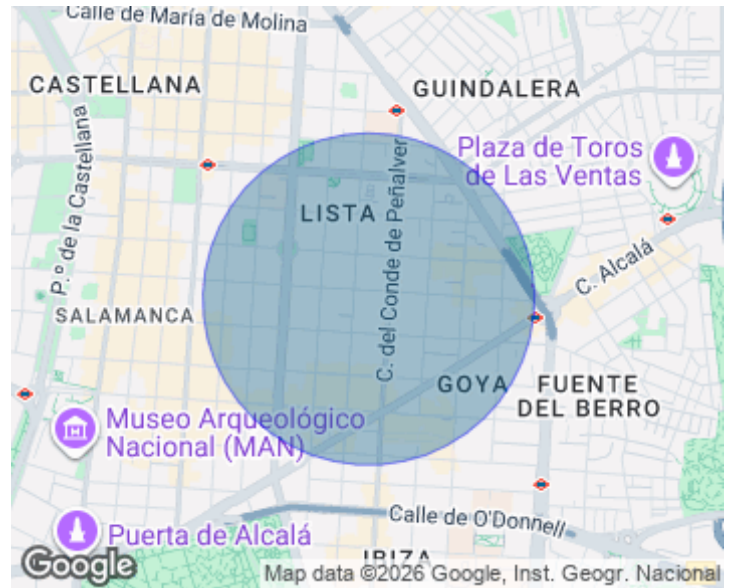 Calle de María de Molina
CASTELLANA
GUINDALERA
Plaza de Toros
de Las Ventas
P.º de la Castellana
LISTA
C. del Conde de Peñalver
C. Alcalá
SALAMANCA
GOYA
FUENTE
DEL BERRO
Museo Arqueológico
Nacional (MAN)
Calle de O'Donnell
Puerta de Alcalá
IBIZA
Google
Map data ©2026 Google, Inst. Geogr. Nacional